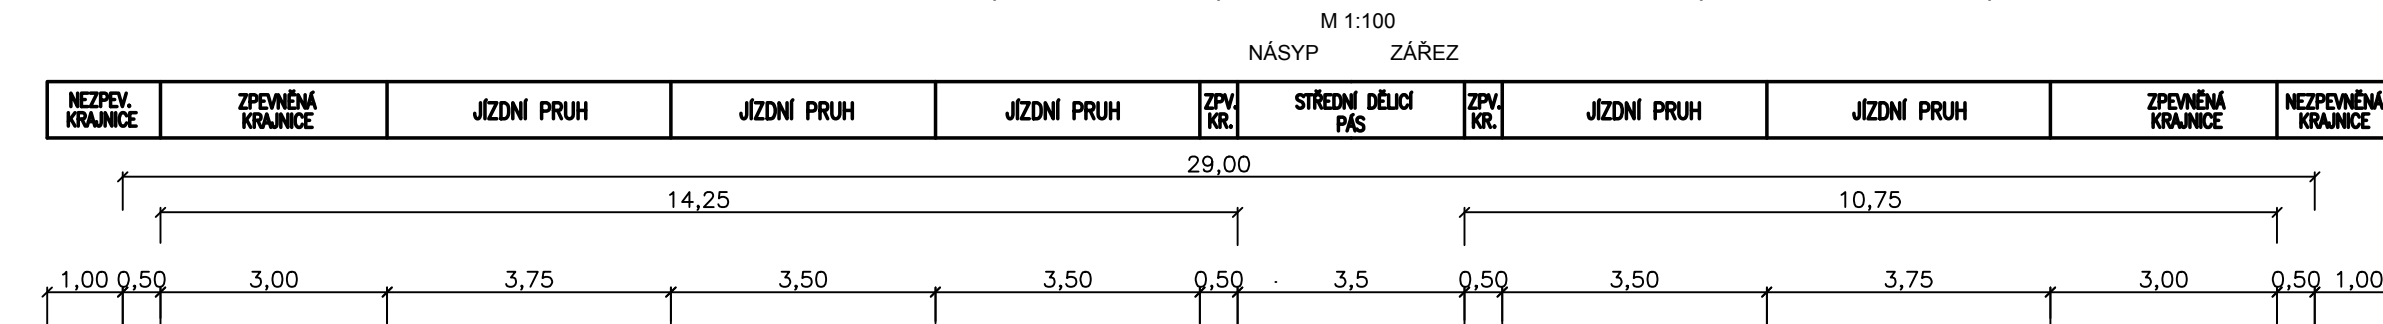 M 1:100
NÁSYP ZÁŘEZ
NEZPEV. KRAJNICE
ZPEVNĚNÁ KRAJNICE
JÍZDNÍ PRUH
JÍZDNÍ PRUH
JÍZDNÍ PRUH
ZPV. KR.
STŘEDNÍ DĚLICÍ PÁS
ZPV. KR.
JÍZDNÍ PRUH
JÍZDNÍ PRUH
ZPEVNĚNÁ KRAJNICE
NEZPEVNĚNÁ KRAJNICE
29,00
14,25 10,75
1,00 0,50 3,00 3,75 3,50 3,50 0,50 3,5 0,50 3,50 3,75 3,00 0,50 1,00